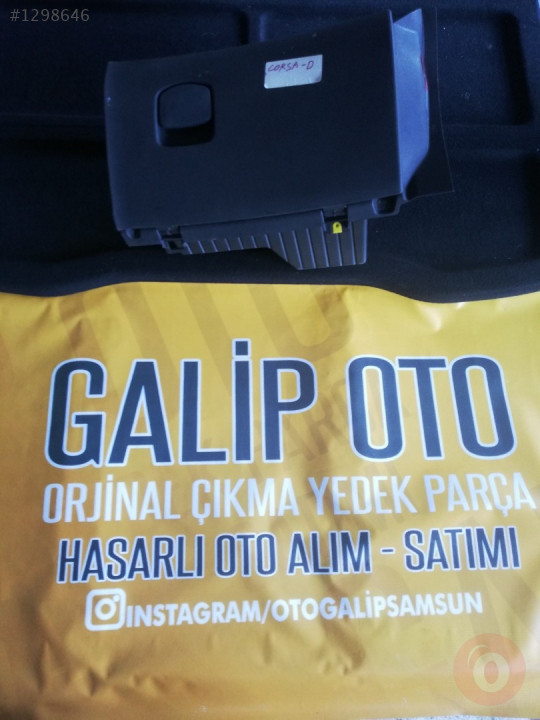 #1298646
CORSA-D
GALİP OTO
ORJİNAL ÇIKMA YEDEK PARÇA
HASARLI OTO ALIM - SATIMI
INSTAGRAM/OTOGALİPSAMSUN